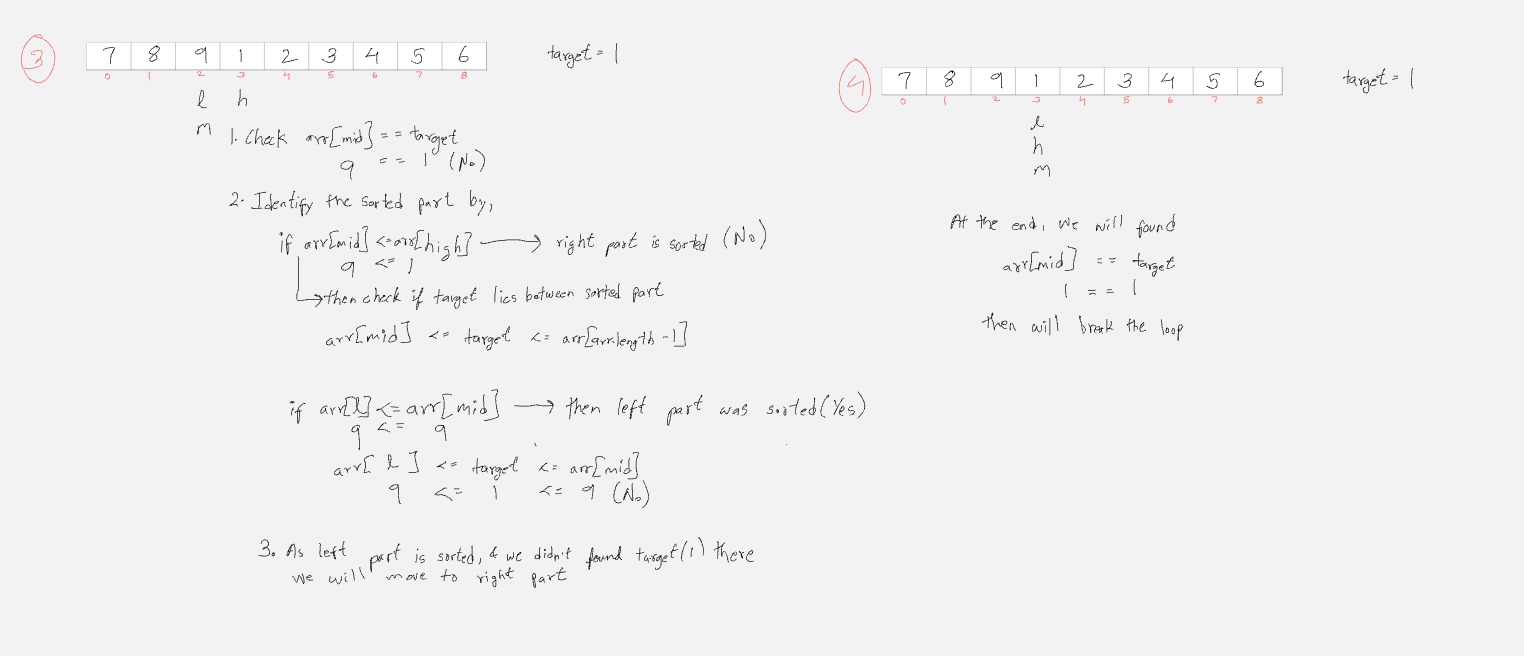 3
7 8 9 1 2 3 4 5 6 target = 1
0 1 2 3 4 5 6 7 8
l h
m 1. Check arr[mid] == target
9 == 1 (No)
2. Identify the sorted part by,
if arr[mid] <= arr[high] → right part is sorted (No)
9 <= 1
↳ then check if target lies between sorted part
arr[mid] <= target <= arr[arr.length -1]
if arr[l] <= arr[mid] → then left part was sorted (Yes)
9 <= 9
arr[ l ] <= target <= arr[mid]
9 <= 1 <= 9 (No)
3. As left part is sorted, & we didn't found target(1) there
we will move to right part
4
7 8 9 1 2 3 4 5 6 target = 1
0 1 2 3 4 5 6 7 8
l
h
m
At the end, we will found
arr[mid] == target
1 == 1
then will break the loop